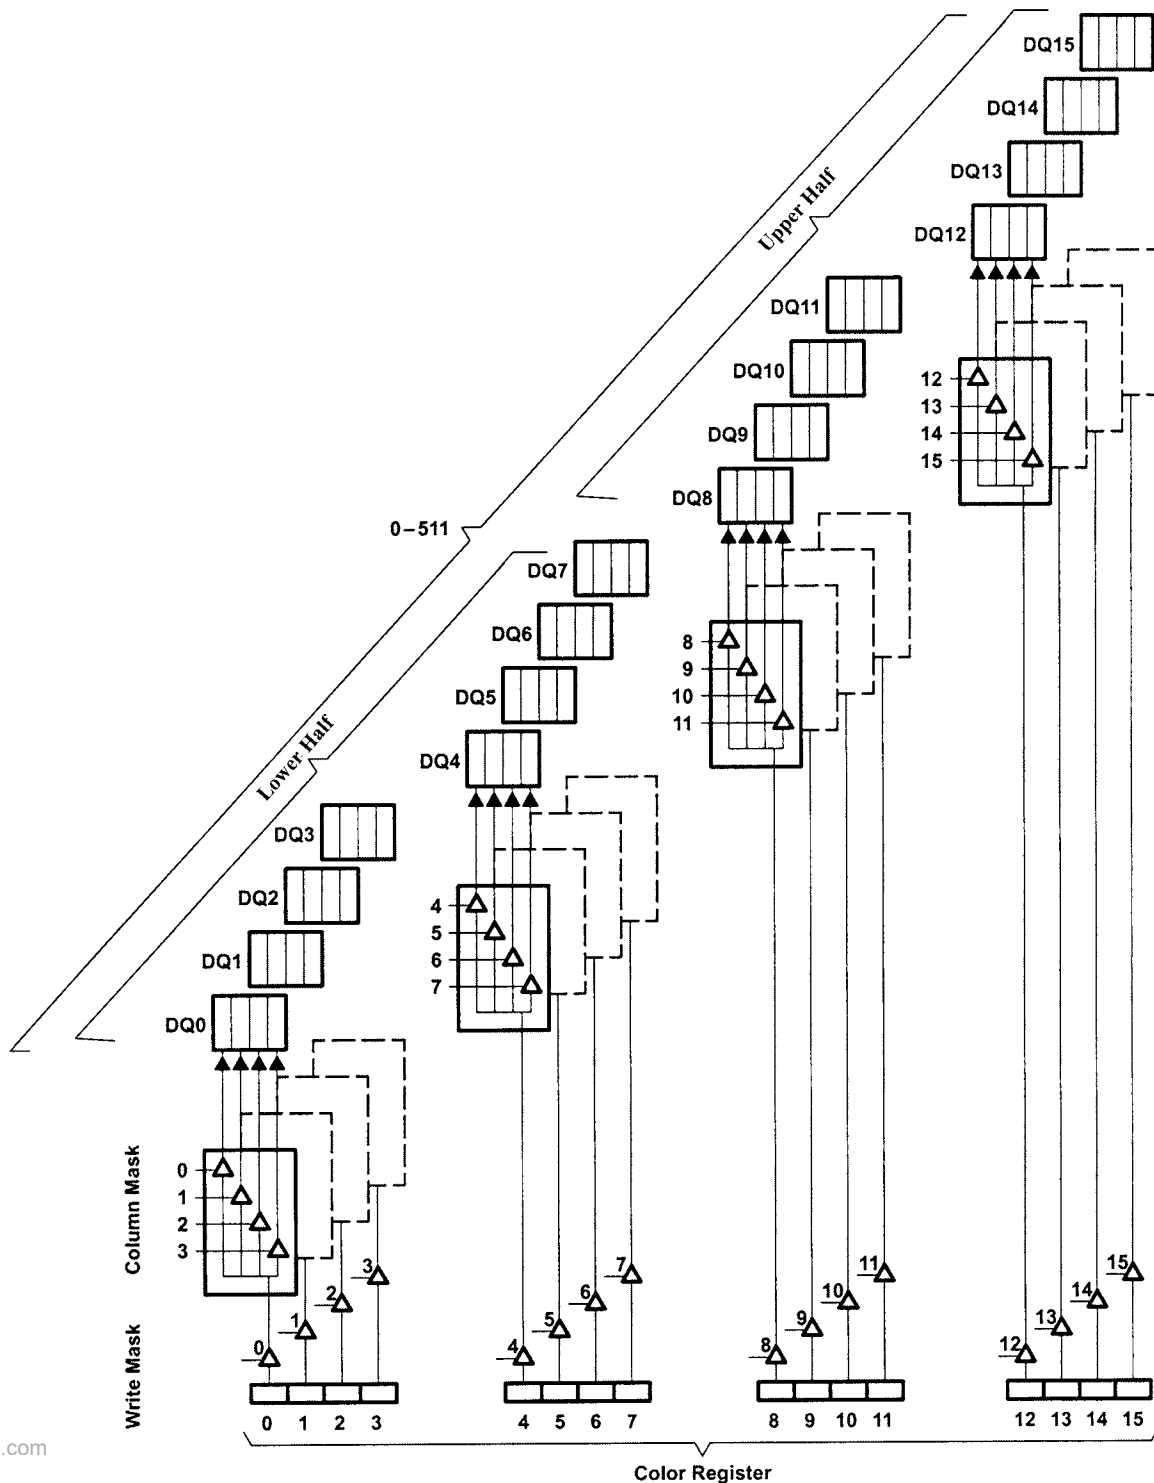 DQ15
DQ14
DQ13
DQ12
Upper Half
DQ11
DQ10
DQ9
DQ8
12
13
14
15
0–511
DQ7
DQ6
DQ5
DQ4
8
9
10
11
Lower Half
DQ3
DQ2
DQ1
DQ0
4
5
6
7
Column Mask
0
1
2
3
Write Mask
0
1
2
3
4
5
6
7
8
9
10
11
12
13
14
15
0 1 2 3 4 5 6 7 8 9 10 11 12 13 14 15
Color Register
.com